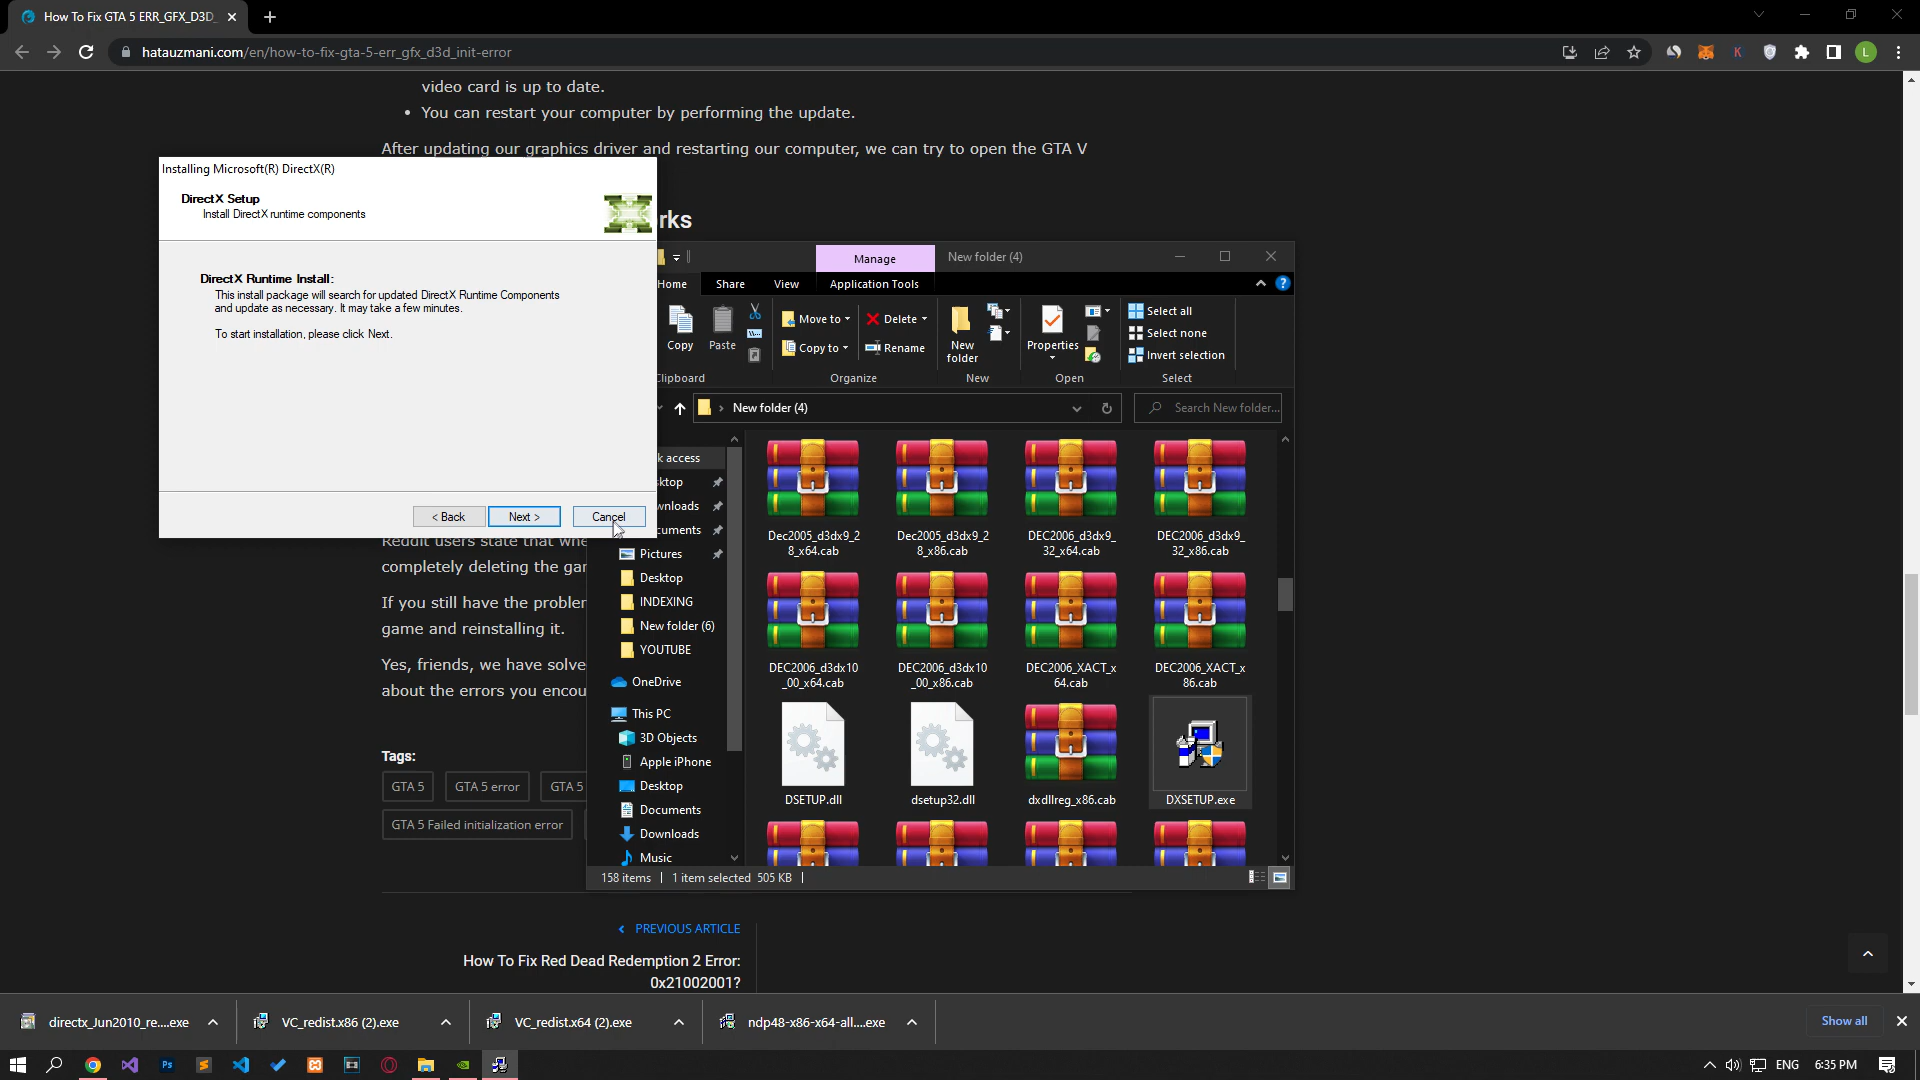 How To Fix GTA 5 ERR_GFX_D3D_
hatauzmani.com/en/how-to-fix-gta-5-err_gfx_d3d_init-error
K
L
video card is up to date.
• You can restart your computer by performing the update.
After updating our graphics driver and restarting our computer, we can try to open the GTA V
Installing Microsoft(R) DirectX(R)
DirectX Setup
Install DirectX runtime components
DirectX Runtime Install:
This install package will search for updated DirectX Runtime Components
and update as necessary. It may take a few minutes.
To start installation, please click Next.
< Back
Next >
Cancel
rks
Manage
New folder (4)
Home
Share
View
Application Tools
Copy
Paste
Move to
Copy to
Delete
Rename
New
folder
Properties
Select all
Select none
Invert selection
Clipboard
Organize
New
Open
Select
New folder (4)
Search New folder...
k access
sktop
wnloads
cuments
Pictures
Desktop
INDEXING
New folder (6)
YOUTUBE
OneDrive
This PC
3D Objects
Apple iPhone
Desktop
Documents
Downloads
Music
Dec2005_d3dx9_2
8_x64.cab
Dec2005_d3dx9_2
8_x86.cab
DEC2006_d3dx9_
32_x64.cab
DEC2006_d3dx9_
32_x86.cab
DEC2006_d3dx10
_00_x64.cab
DEC2006_d3dx10
_00_x86.cab
DEC2006_XACT_x
64.cab
DEC2006_XACT_x
86.cab
DSETUP.dll
dsetup32.dll
dxdllreg_x86.cab
DXSETUP.exe
158 items
1 item selected 505 KB
Reddit users state that whe
completely deleting the gar
If you still have the probler
game and reinstalling it.
Yes, friends, we have solve
about the errors you encou
Tags:
GTA 5
GTA 5 error
GTA 5
GTA 5 Failed initialization error
PREVIOUS ARTICLE
How To Fix Red Dead Redemption 2 Error:
0x21002001?
directx_Jun2010_re....exe
VC_redist.x86 (2).exe
VC_redist.x64 (2).exe
ndp48-x86-x64-all....exe
Show all
Ps
ENG
6:35 PM